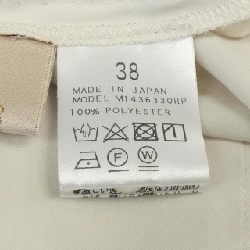 38
MADE IN JAPAN
MODEL M1436330RP
100% POLYESTER
F W